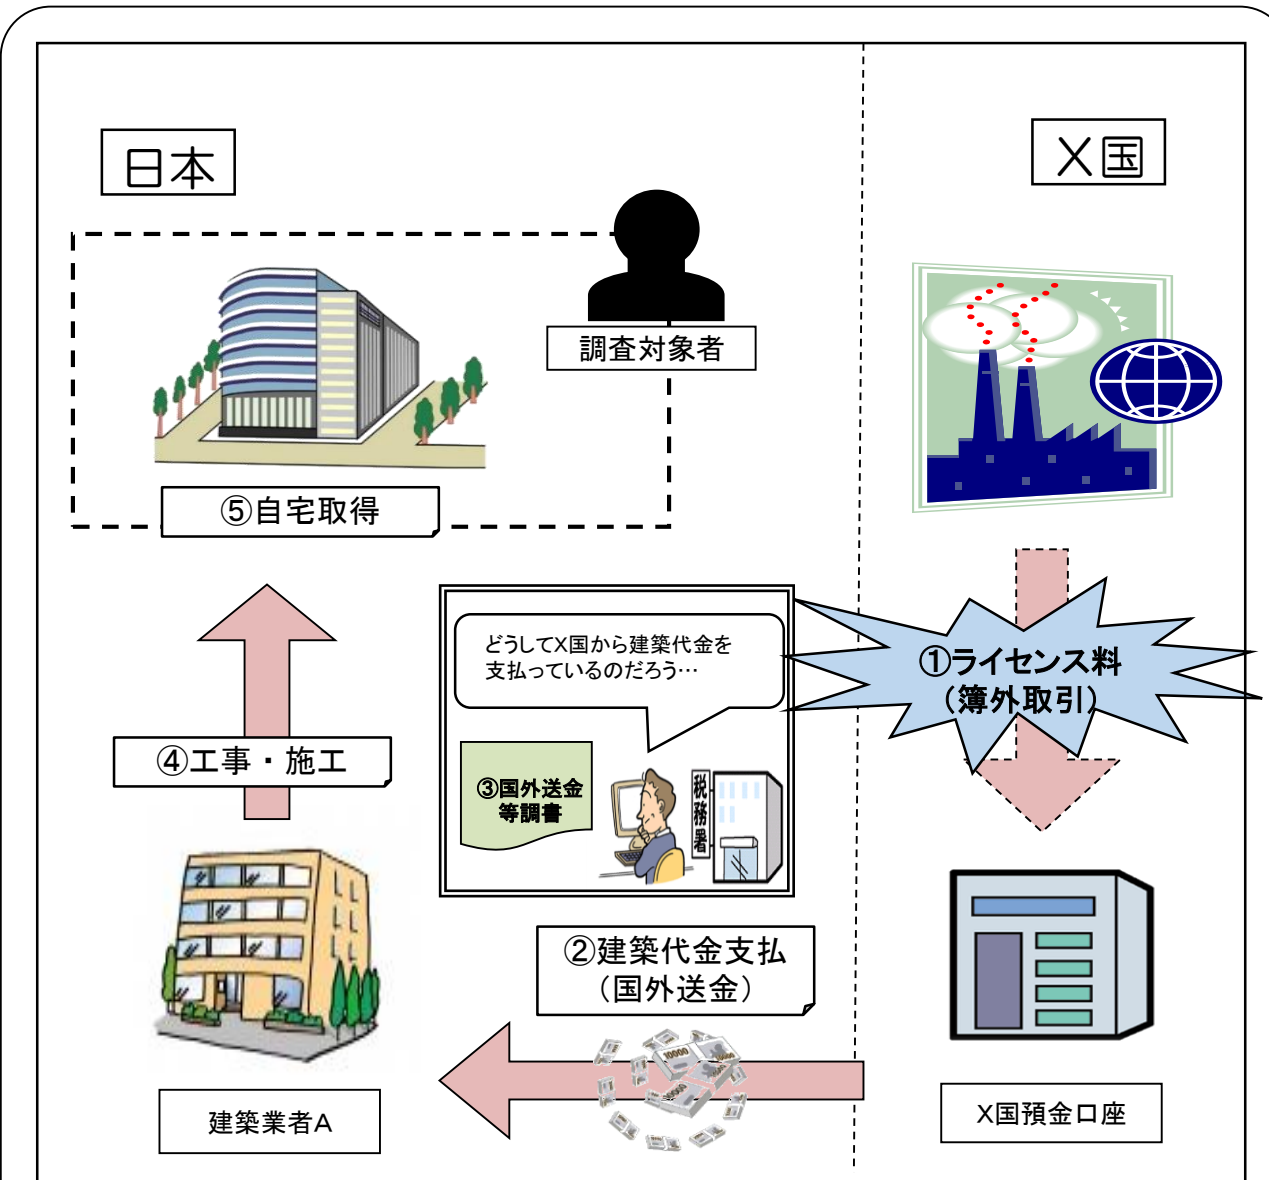 日本
X国
調査対象者
⑤自宅取得
どうしてX国から建築代金を
支払っているのだろう…
①ライセンス料
（簿外取引）
④工事・施工
③国外送金
等調書
税務署
②建築代金支払
（国外送金）
10000
10000
10000
建築業者A
X国預金口座